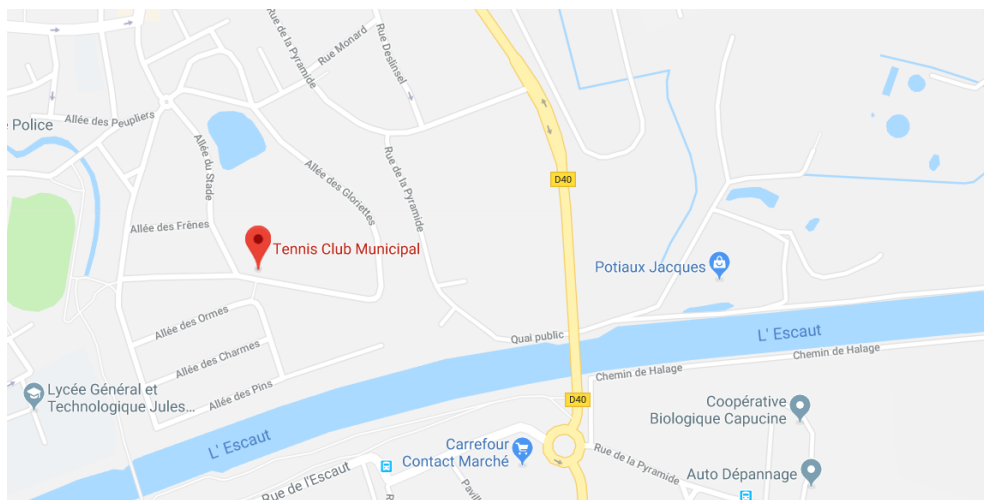 Rue de la Pyramide
Rue Monard
Rue Deslinsel
Allée des Peupliers
Police
Allée du Stade
Allée des Gloriettes
Rue de la Pyramide
D40
Allée des Frênes
Tennis Club Municipal
Potiaux Jacques
Allée des Ormes
Quai public
L' Escaut
Allée des Charmes
Chemin de Halage
Chemin de Halage
Allée des Pins
Lycée Général et
Technologique Jules...
D40
Coopérative
Biologique Capucine
L' Escaut
Carrefour
Contact Marché
Rue de la Pyramide
Auto Dépannage
Rue de l'Escaut